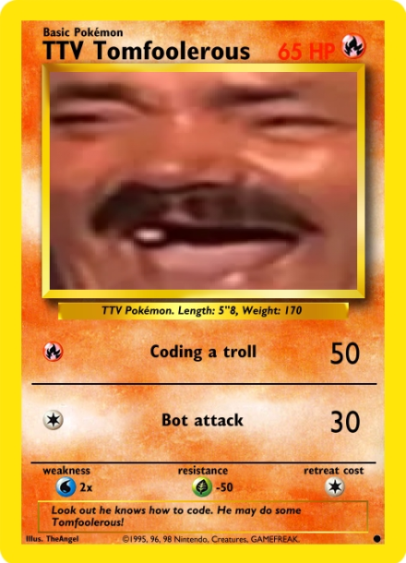 Basic Pokémon
TTV Tomfoolerous 65 HP
TTV Pokémon. Length: 5"8, Weight: 170
Coding a troll 50
Bot attack 30
weakness resistance retreat cost
2x -50
Look out he knows how to code. He may do some
Tomfoolerous!
Illus. TheAngel ©1995, 96, 98 Nintendo, Creatures, GAMEFREAK.